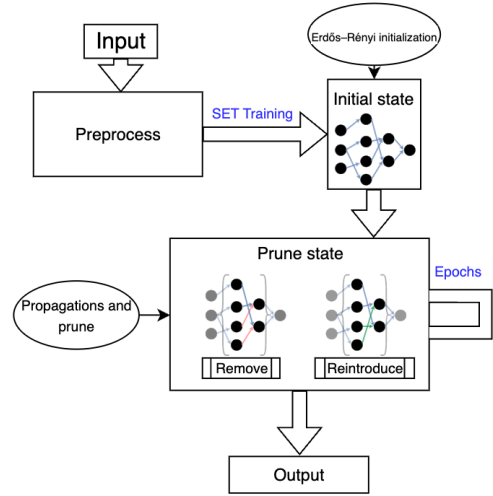 Input
Erdős–Rényi initialization
Preprocess
SET Training
Initial state
Prune state
Epochs
Propagations and
prune
Remove
Reintroduce
Output